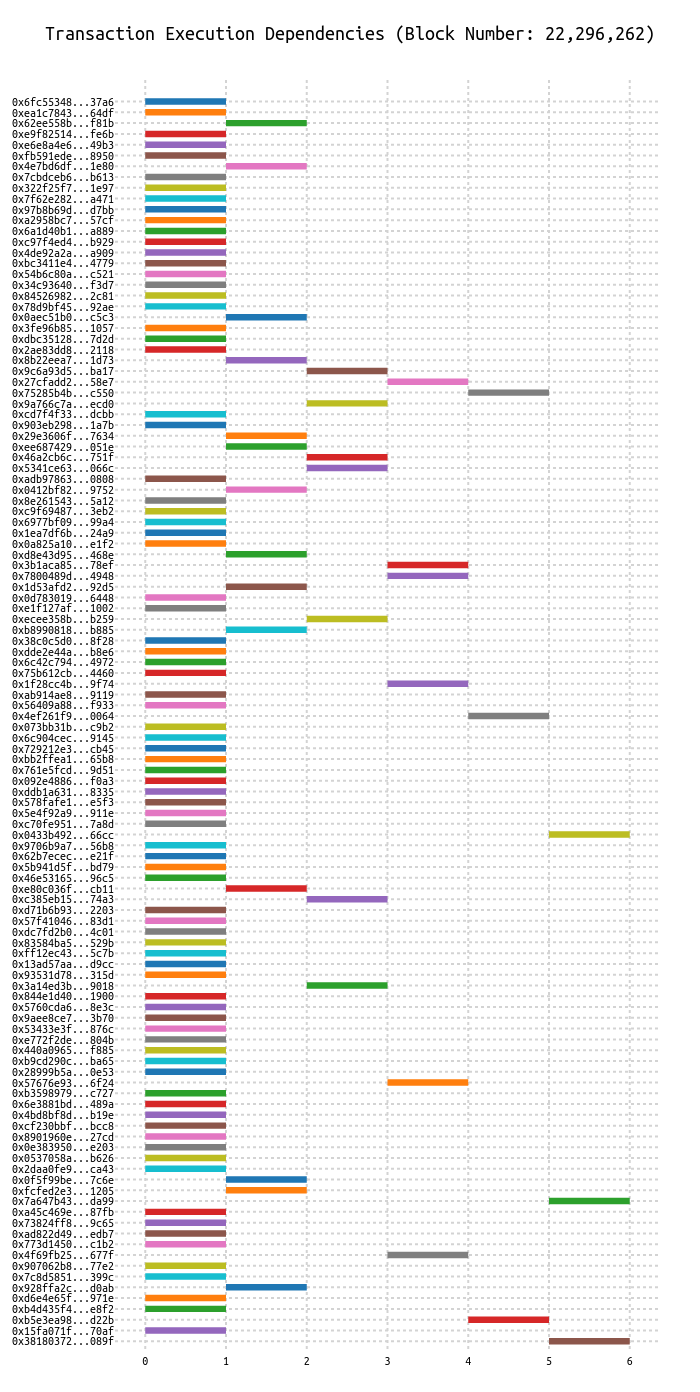 Transaction Execution Dependencies (Block Number: 22,296,262)
0x6fc55348...37a6
0xea1c7843...64df
0x62ee558b...f81b
0xe9f82514...fe6b
0xe6e8a4e6...49b3
0xfb591ede...8950
0x4e7bd6df...1e80
0x7cbdceb6...b613
0x322f25f7...1e97
0x7f62e282...a471
0x97b8b69d...d7bb
0xa2958bc7...57cf
0x6a1d40b1...a889
0xc97f4ed4...b929
0x4de92a2a...a909
0xbc3411e4...4779
0x54b6c80a...c521
0x34c93640...f3d7
0x84526982...2c81
0x78d9bf45...92ae
0x0aec51b0...c5c3
0x3fe96b85...1057
0xdbc35128...7d2d
0x2ae83dd8...2118
0x8b22eea7...1d73
0x9c6a93d5...ba17
0x27cfadd2...58e7
0x75285b4b...c550
0x9a766c7a...ecd0
0xcd7f4f33...dcbb
0x903eb298...1a7b
0x29e3606f...7634
0xee687429...051e
0x46a2cb6c...751f
0x5341ce63...066c
0xadb97863...0808
0x0412bf82...9752
0x8e261543...5a12
0xc9f69487...3eb2
0x6977bf09...99a4
0x1ea7df6b...24a9
0x0a825a10...e1f2
0xd8e43d95...468e
0x3b1aca85...78ef
0x7800489d...4948
0x1d53afd2...92d5
0x0d783019...6448
0xe1f127af...1002
0xecee358b...b259
0xb8990818...b885
0x38c0c5d0...8f28
0xdde2e44a...b8e6
0x6c42c794...4972
0x75b612cb...4460
0x1f28cc4b...9f74
0xab914ae8...9119
0x56409a88...f933
0x4ef261f9...0064
0x073bb31b...c9b2
0x6c904cec...9145
0x729212e3...cb45
0xbb2ffea1...65b8
0x761e5fcd...9d51
0x092e4886...f0a3
0xddb1a631...8335
0x578fafe1...e5f3
0x5e4f92a9...911e
0xc70fe951...7a8d
0x0433b492...66cc
0x9706b9a7...56b8
0x62b7ecec...e21f
0x5b941d5f...bd79
0x46e53165...96c5
0xe80c036f...cb11
0xc385eb15...74a3
0xd71b6b93...2203
0x57f41046...83d1
0xdc7fd2b0...4c01
0x83584ba5...529b
0xff12ec43...5c7b
0x13ad57aa...d9cc
0x93531d78...315d
0x3a14ed3b...9018
0x844e1d40...1900
0x5760cda6...8e3c
0x9aee8ce7...3b70
0x53433e3f...876c
0xe772f2de...804b
0x440a0965...f885
0xb9cd290c...ba65
0x28999b5a...0e53
0x57676e93...6f24
0xb3598979...c727
0x6e3881bd...489a
0x4bd8bf8d...b19e
0xcf230bbf...bcc8
0x8901960e...27cd
0x0e383950...e203
0x0537058a...b626
0x2daa0fe9...ca43
0x0f5f99be...7c6e
0xfcfed2e3...1205
0x7a647b43...da99
0xa45c469e...87fb
0x73824ff8...9c65
0xad822d49...edb7
0x773d1450...c1b2
0x4f69fb25...677f
0x907062b8...77e2
0x7c8d5851...399c
0x928ffa2c...d0ab
0xd6e4e65f...971e
0xb4d435f4...e8f2
0xb5e3ea98...d22b
0x15fa071f...70af
0x38180372...089f
0 1 2 3 4 5 6